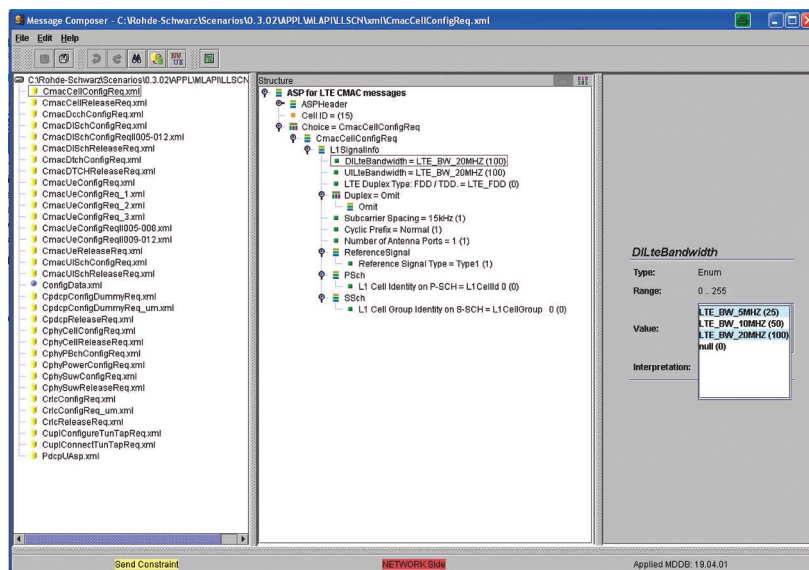 Message Composer - C:\Rohde-Schwarz\Scenarios\0.3.02\APPL\MLAPI\LLSCN\xml\CmacCellConfigReq.xml
File Edit Help
C:\Rohde-Schwarz\Scenarios\0.3.02\APPL\MLAPI\LLSCN
CmacCellConfigReq.xml
CmacCellReleaseReq.xml
CmacDcchConfigReq.xml
CmacDlSchConfigReq.xml
CmacDlSchConfigReqII005-012.xml
CmacDlSchReleaseReq.xml
CmacDtchConfigReq.xml
CmacDTCHReleaseReq.xml
CmacUeConfigReq.xml
CmacUeConfigReq_1.xml
CmacUeConfigReq_2.xml
CmacUeConfigReq_3.xml
CmacUeConfigReqII005-008.xml
CmacUeConfigReqII009-012.xml
CmacUeReleaseReq.xml
CmacUlSchConfigReq.xml
CmacUlSchReleaseReq.xml
ConfigData.xml
CpdcpConfigDummyReq.xml
CpdcpConfigDummyReq_um.xml
CpdcpReleaseReq.xml
CphyCellConfigReq.xml
CphyCellReleaseReq.xml
CphyPBchConfigReq.xml
CphyPowerConfigReq.xml
CphySuwConfigReq.xml
CphySuwReleaseReq.xml
CrlcConfigReq.xml
CrlcConfigReq_um.xml
CrlcReleaseReq.xml
CuplConfigureTunTapReq.xml
CuplConnectTunTapReq.xml
PdcpUAsp.xml
Structure
ASP for LTE CMAC messages
ASPHeader
Cell ID = (15)
Choice = CmacCellConfigReq
CmacCellConfigReq
L1SignalInfo
DlLteBandwidth = LTE_BW_20MHZ (100)
UlLteBandwidth = LTE_BW_20MHZ (100)
LTE Duplex Type: FDD / TDD. = LTE_FDD (0)
Duplex = Omit
Omit
Subcarrier Spacing = 15kHz (1)
Cyclic Prefix = Normal (1)
Number of Antenna Ports = 1 (1)
ReferenceSignal
Reference Signal Type = Type1 (1)
PSch
L1 Cell Identity on P-SCH = L1CellId 0 (0)
SSch
L1 Cell Group Identity on S-SCH = L1CellGroup 0 (0)
DlLteBandwidth
Type: Enum
Range: 0 .. 255
Value:
LTE_BW_5MHZ (25)
LTE_BW_10MHZ (50)
LTE_BW_20MHZ (100)
null (0)
Interpretation:
Send Constraint NETWORK Side Applied MDDB: 19.04.01